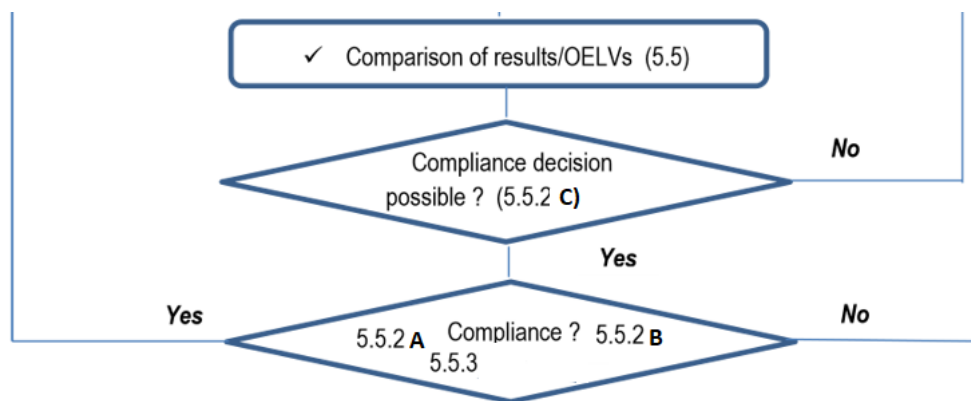 ✓ Comparison of results/OELVs (5.5)
Compliance decision
possible ? (5.5.2 C)
No
Yes
Yes
5.5.2 A Compliance ? 5.5.2 B
No
5.5.3